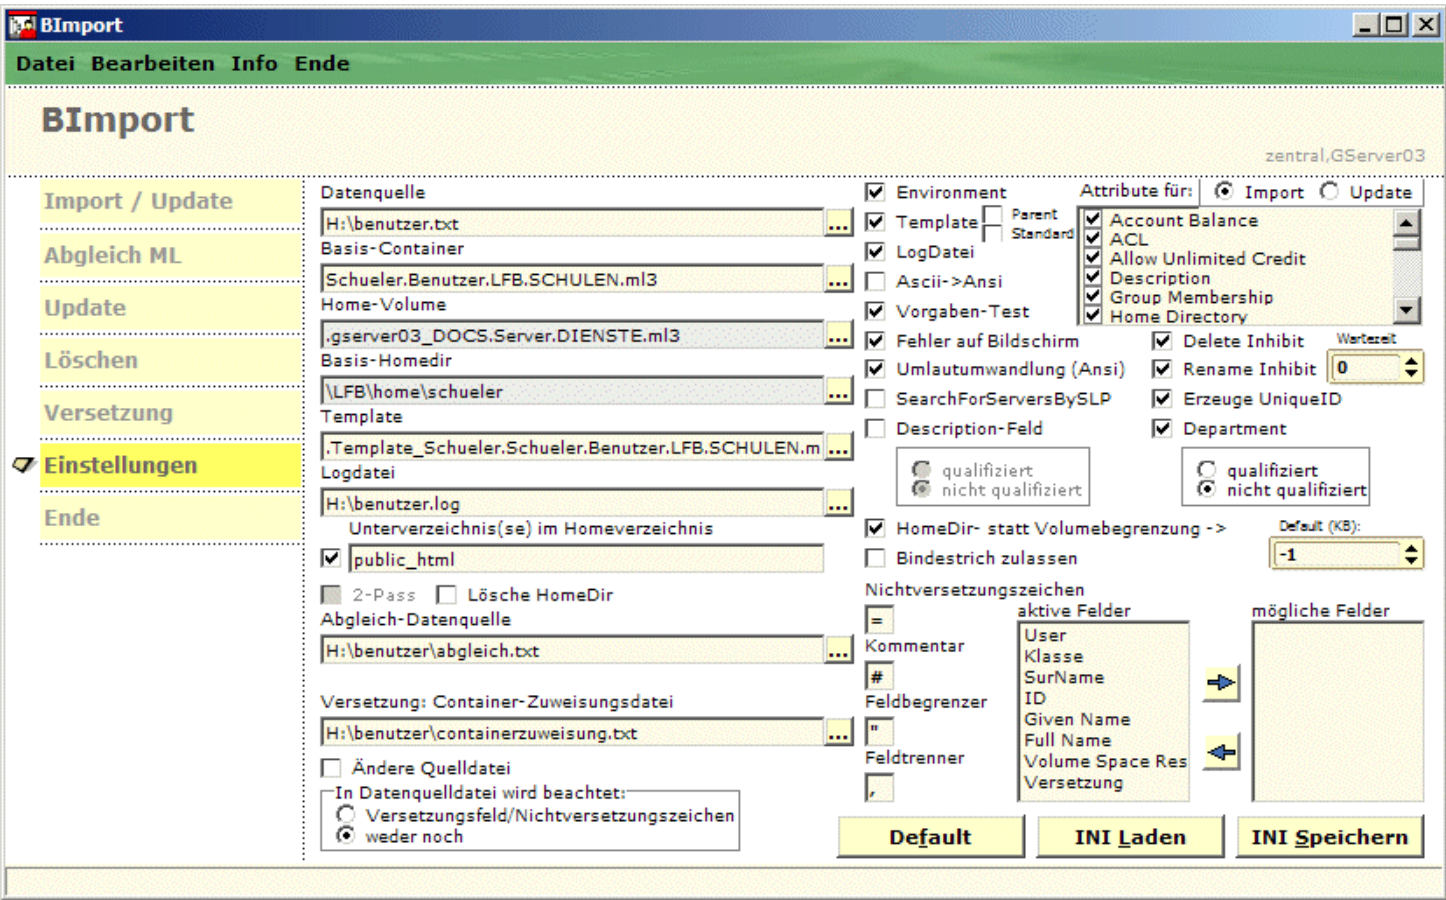 BImport
Datei Bearbeiten Info Ende
BImport
zentral,GServer03
Import / Update
Abgleich ML
Update
Löschen
Versetzung
Einstellungen
Ende
Datenquelle
H:\benutzer.txt
...
Basis-Container
Schueler.Benutzer.LFB.SCHULEN.ml3
...
Home-Volume
.gserver03_DOCS.Server.DIENSTE.ml3
...
Basis-Homedir
\LFB\home\schueler
...
Template
.Template_Schueler.Schueler.Benutzer.LFB.SCHULEN.m
...
Logdatei
H:\benutzer.log
...
Unterverzeichnis(se) im Homeverzeichnis
public_html
2-Pass Lösche HomeDir
Abgleich-Datenquelle
H:\benutzer\abgleich.txt
...
Versetzung: Container-Zuweisungsdatei
H:\benutzer\containerzuweisung.txt
...
Ändere Quelldatei
In Datenquelldatei wird beachtet:
Versetzungsfeld/Nichtversetzungszeichen
weder noch
Environment
Template
Parent
Standard
LogDatei
Ascii->Ansi
Vorgaben-Test
Fehler auf Bildschirm
Umlautumwandlung (Ansi)
SearchForServersBySLP
Description-Feld
qualifiziert
nicht qualifiziert
Attribute für: Import Update
Account Balance
ACL
Allow Unlimited Credit
Description
Group Membership
Home Directory
Delete Inhibit
Rename Inhibit
Erzeuge UniqueID
Department
Wartezeit
0
qualifiziert
nicht qualifiziert
HomeDir- statt Volumebegrenzung ->
Bindestrich zulassen
Default (KB):
-1
Nichtversetzungszeichen
=
Kommentar
#
Feldbegrenzer
"
Feldtrenner
,
aktive Felder
User
Klasse
SurName
ID
Given Name
Full Name
Volume Space Res
Versetzung
mögliche Felder
Default
INI Laden
INI Speichern